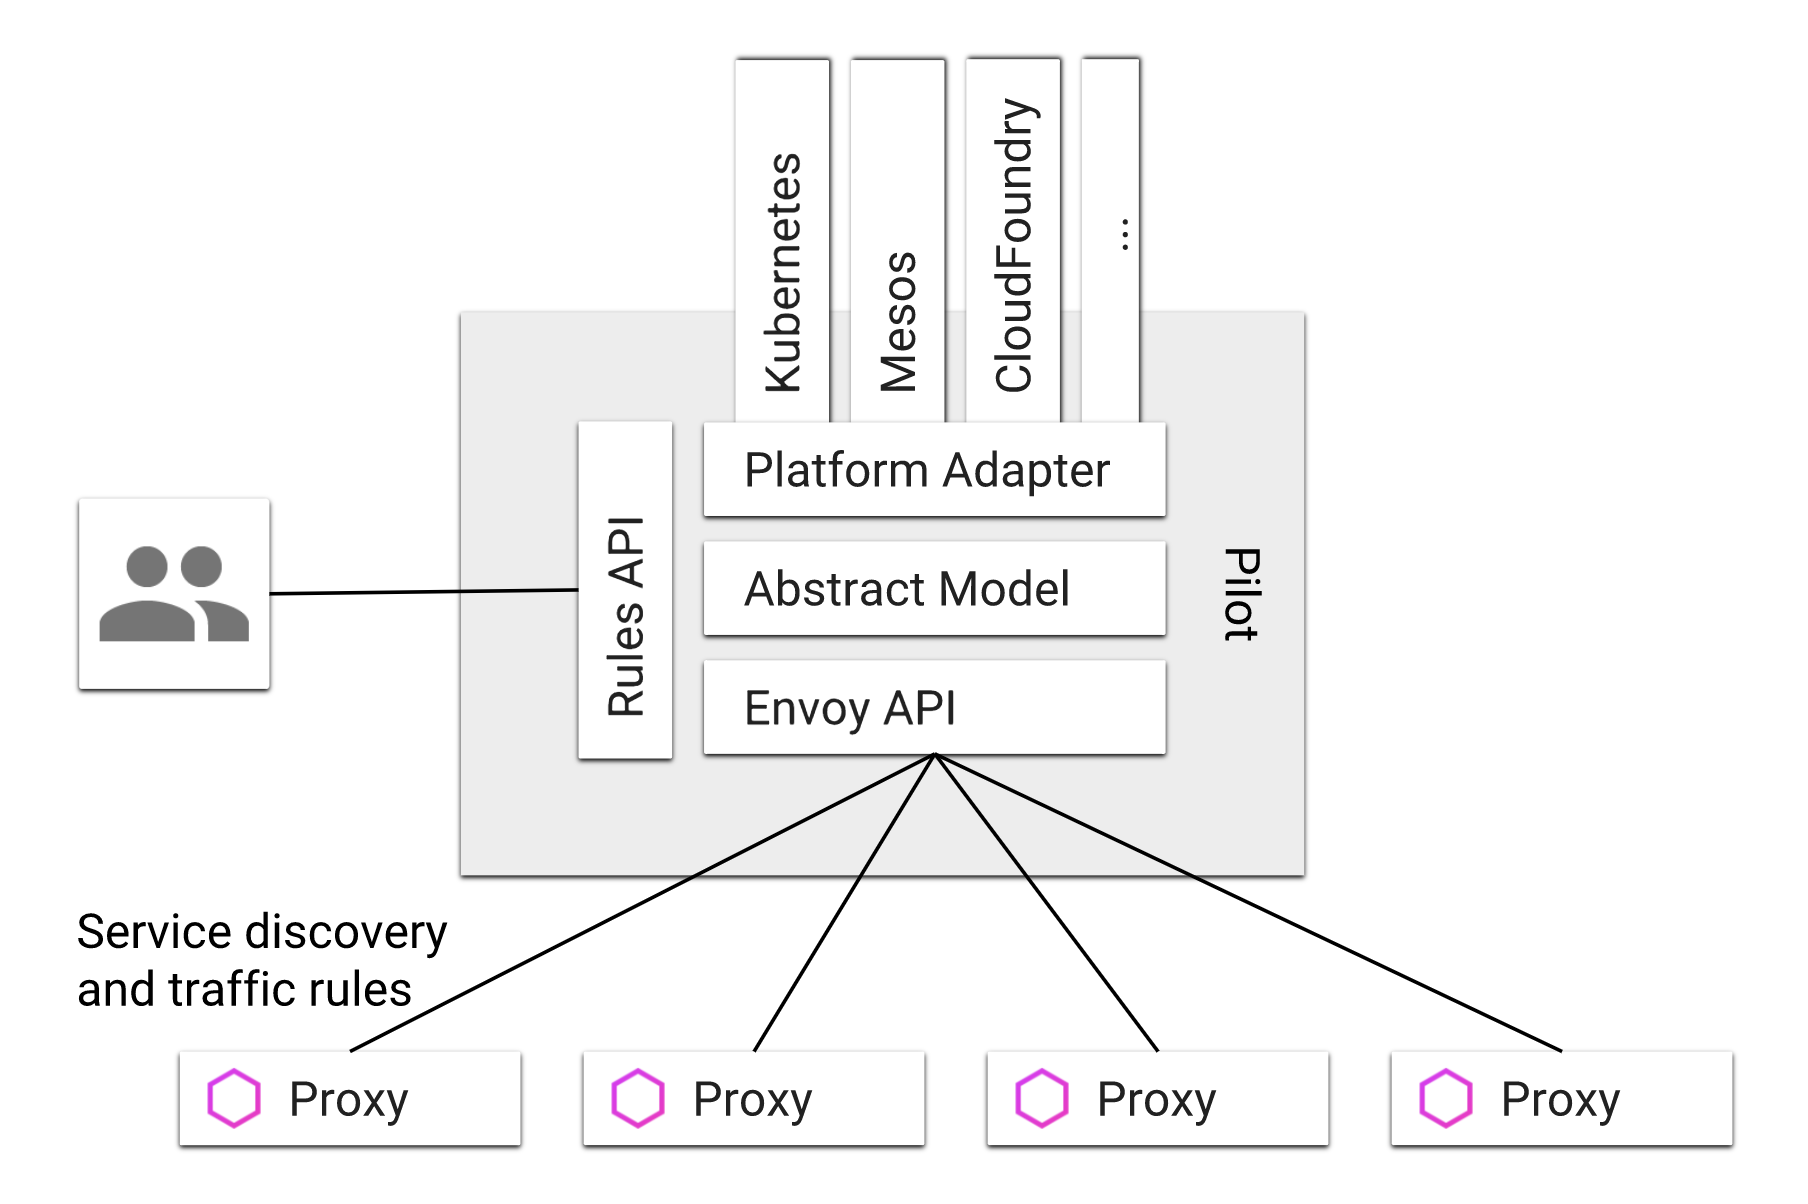 Kubernetes
Mesos
CloudFoundry
...
Platform Adapter
Rules API
Abstract Model
Pilot
Envoy API
Service discovery
and traffic rules
Proxy
Proxy
Proxy
Proxy